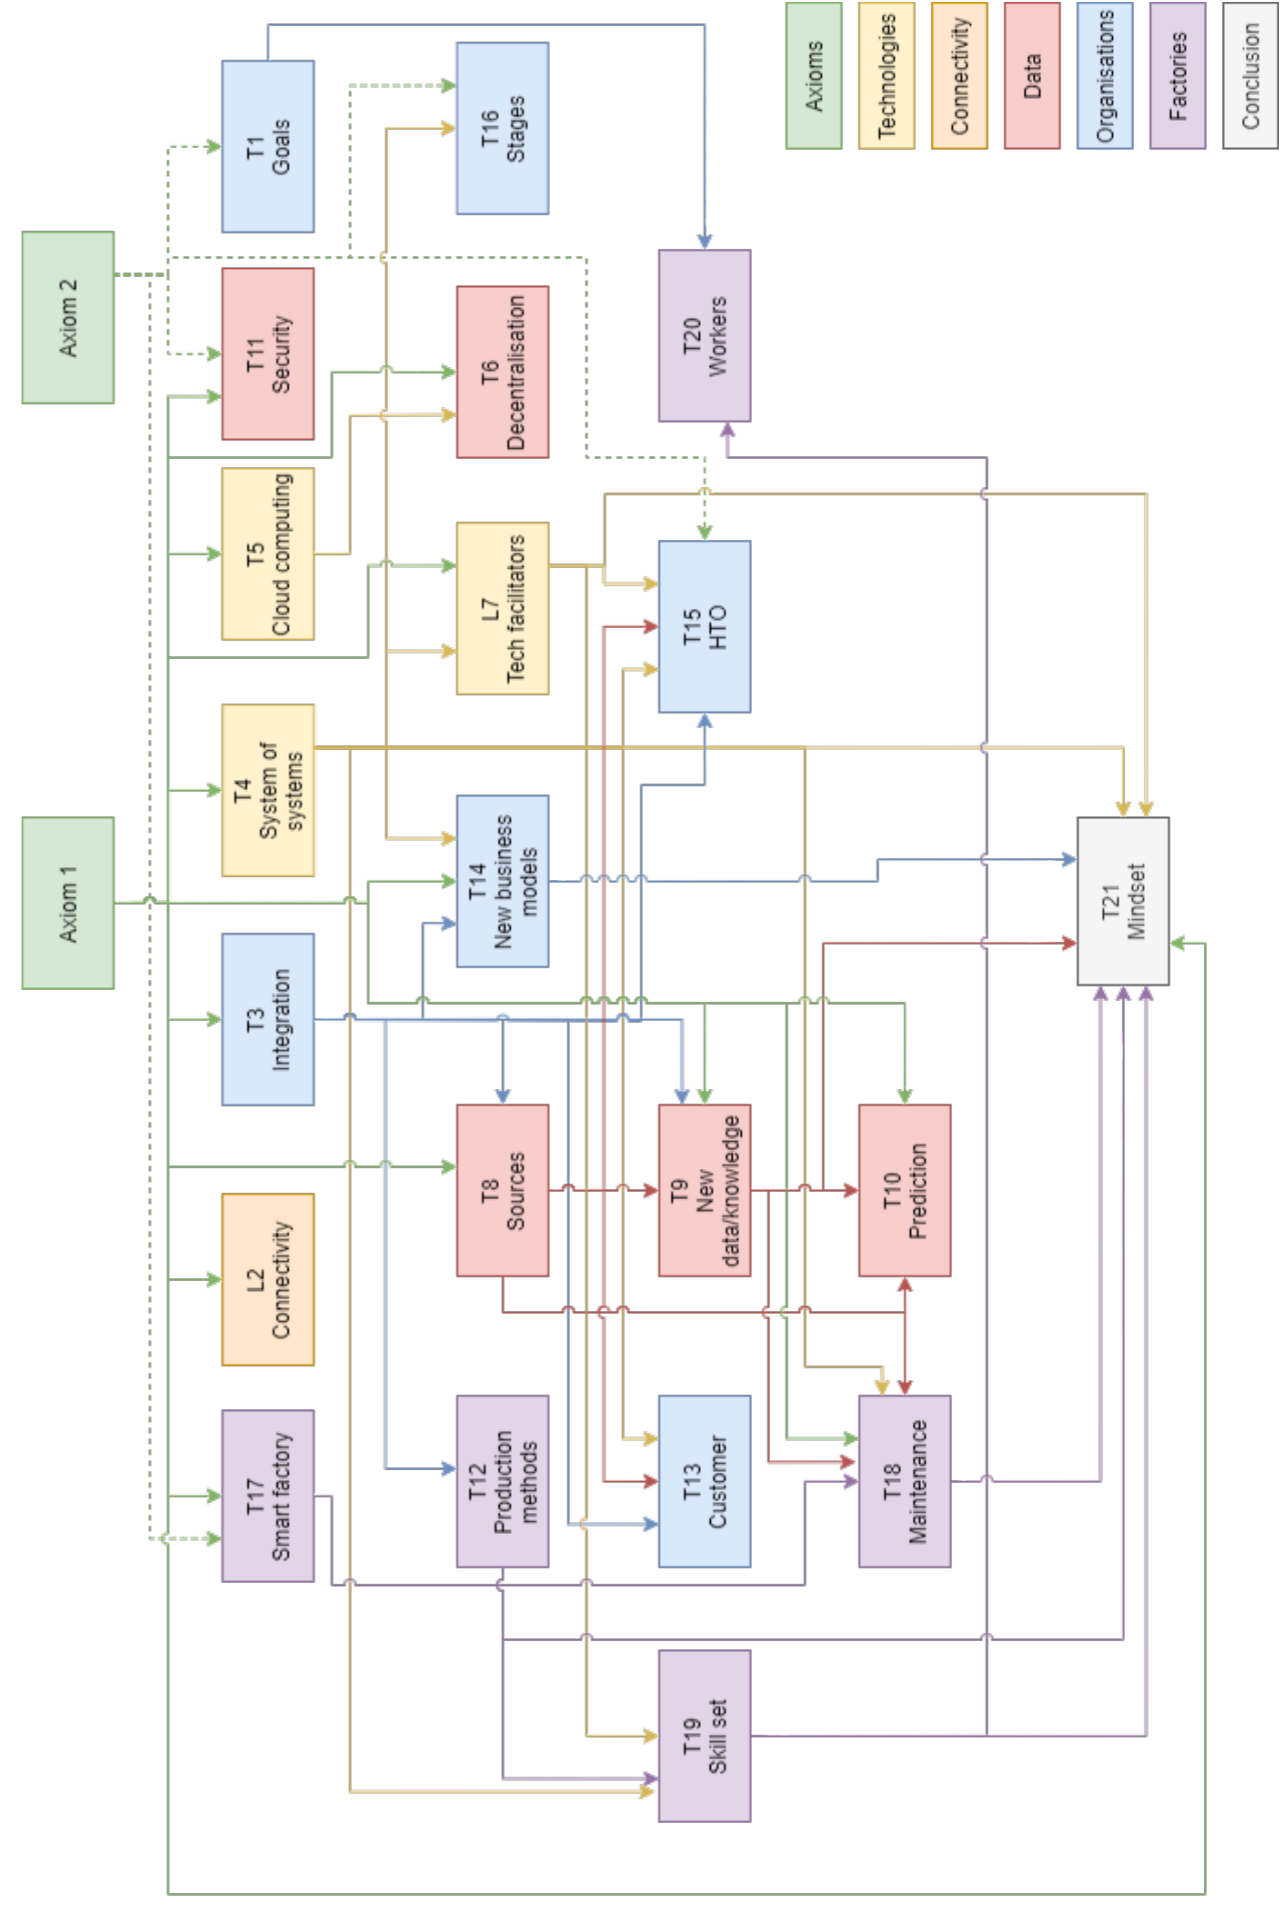 Axiom 1
Axiom 2
T17
Smart factory
L2
Connectivity
T3
Integration
T4
System of
systems
T5
Cloud computing
T11
Security
T1
Goals
T12
Production
methods
T8
Sources
T14
New business
models
L7
Tech facilitators
T6
Decentralisation
T16
Stages
T19
Skill set
T13
Customer
T9
New
data/knowledge
T15
HTO
T20
Workers
T18
Maintenance
T10
Prediction
T21
Mindset
Axioms
Technologies
Connectivity
Data
Organisations
Factories
Conclusion